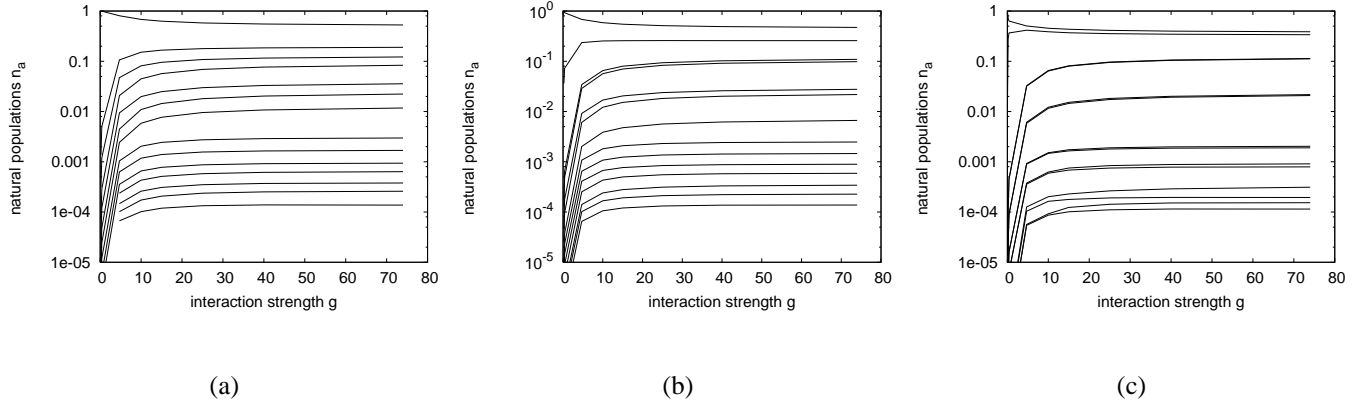 1
0.1
0.01
0.001
1e-04
1e-05
natural populations n_a
0 10 20 30 40 50 60 70 80
interaction strength g
(a)
10^0
10^-1
10^-2
10^-3
10^-4
10^-5
natural populations n_a
0 10 20 30 40 50 60 70 80
interaction strength g
(b)
1
0.1
0.01
0.001
1e-04
1e-05
natural populations n_a
0 10 20 30 40 50 60 70 80
interaction strength g
(c)